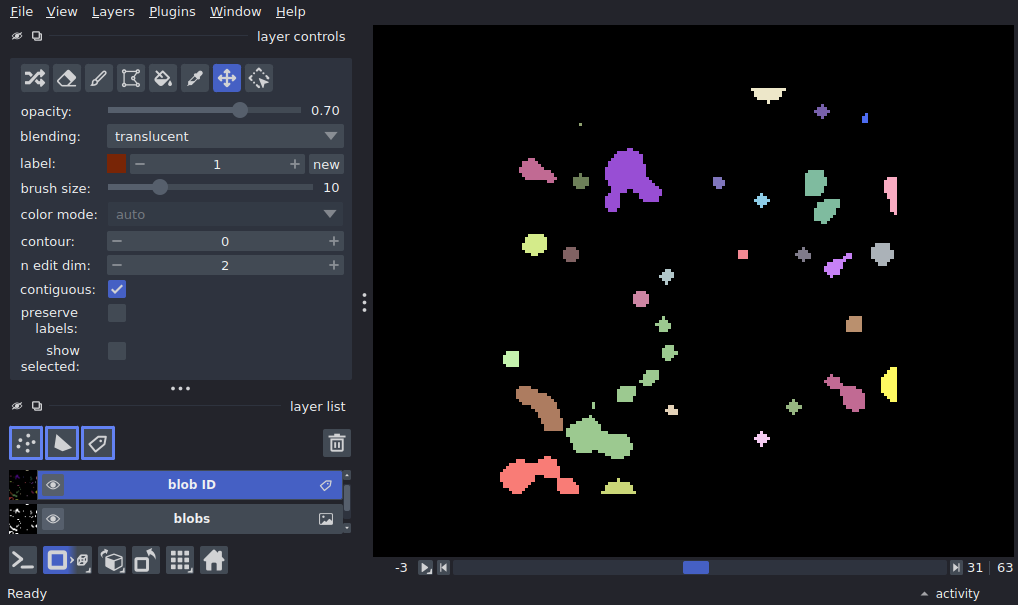 File View Layers Plugins Window Help
layer controls
opacity: 0.70
blending: translucent
label: 1 new
brush size: 10
color mode: auto
contour: 0
n edit dim: 2
contiguous:
preserve
labels:
show
selected:
layer list
blob ID
blobs
-3 31 63
Ready activity